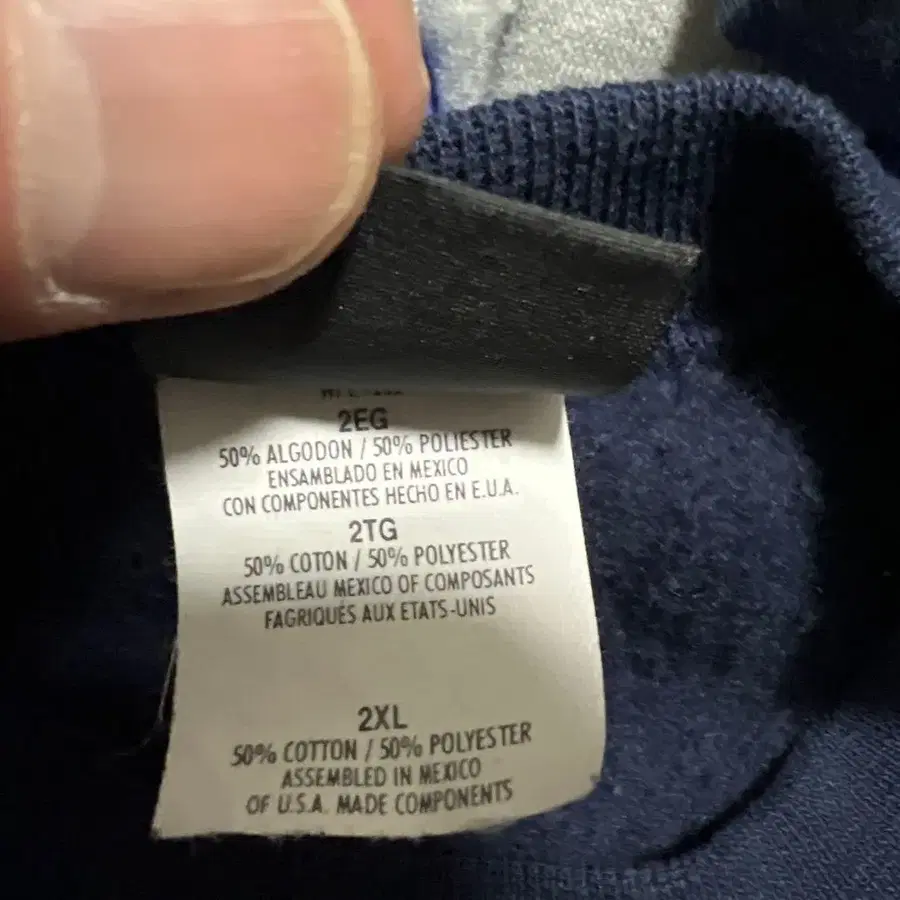 2EG
50% ALGODON / 50% POLIESTER
ENSAMBLADO EN MEXICO
CON COMPONENTES HECHO EN E.U.A.
2TG
50% COTON / 50% POLYESTER
ASSEMBLEAU MEXICO OF COMPOSANTS
FAGRIQUÉS AUX ETATS-UNIS
2XL
50% COTTON / 50% POLYESTER
ASSEMBLED IN MEXICO
OF U.S.A. MADE COMPONENTS